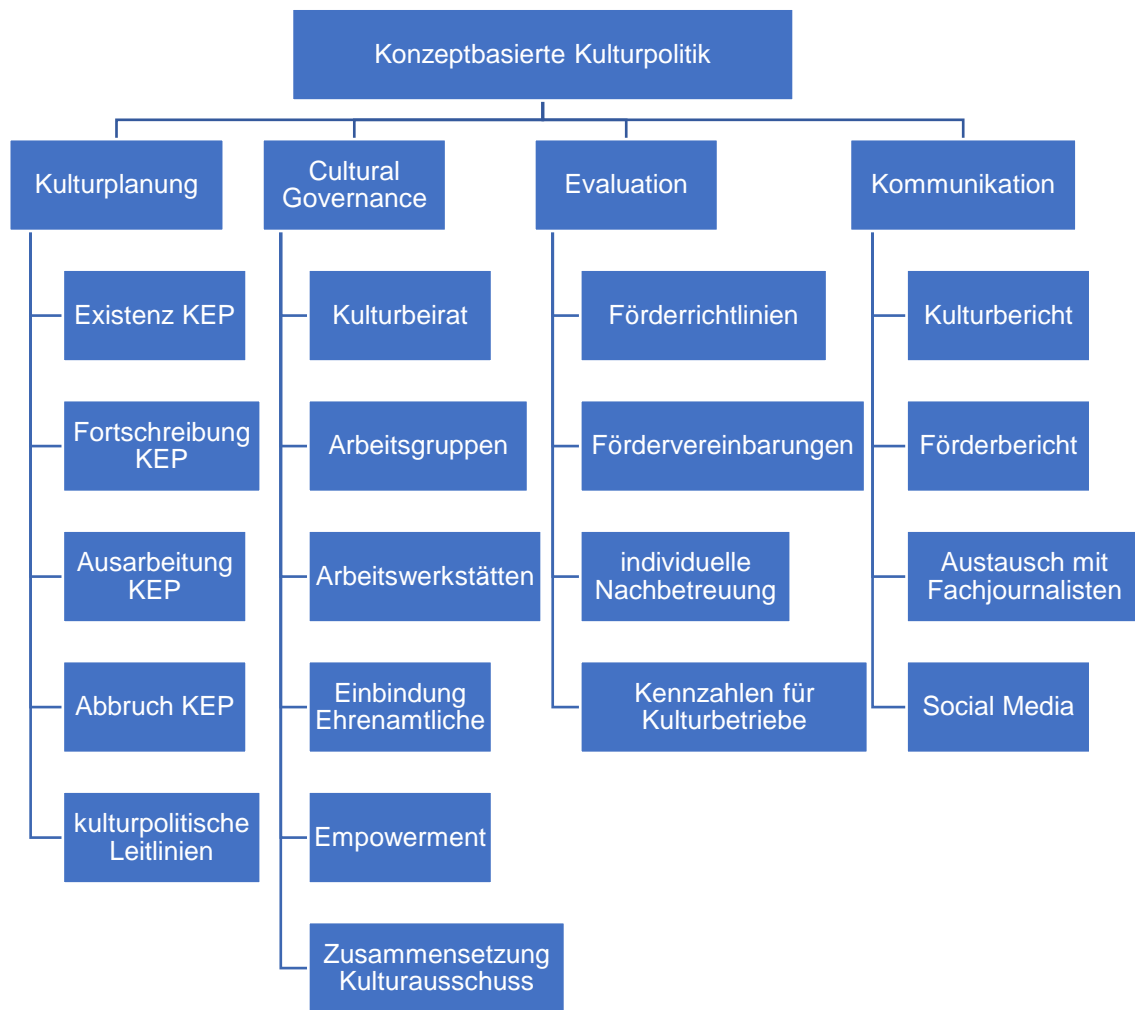 Konzeptbasierte Kulturpolitik
Kulturplanung
Existenz KEP
Fortschreibung
KEP
Ausarbeitung
KEP
Abbruch KEP
kulturpolitische
Leitlinien
Cultural
Governance
Kulturbeirat
Arbeitsgruppen
Arbeitswerkstätten
Einbindung
Ehrenamtliche
Empowerment
Zusammensetzung
Kulturausschuss
Evaluation
Förderrichtlinien
Fördervereinbarungen
individuelle
Nachbetreuung
Kennzahlen für
Kulturbetriebe
Kommunikation
Kulturbericht
Förderbericht
Austausch mit
Fachjournalisten
Social Media